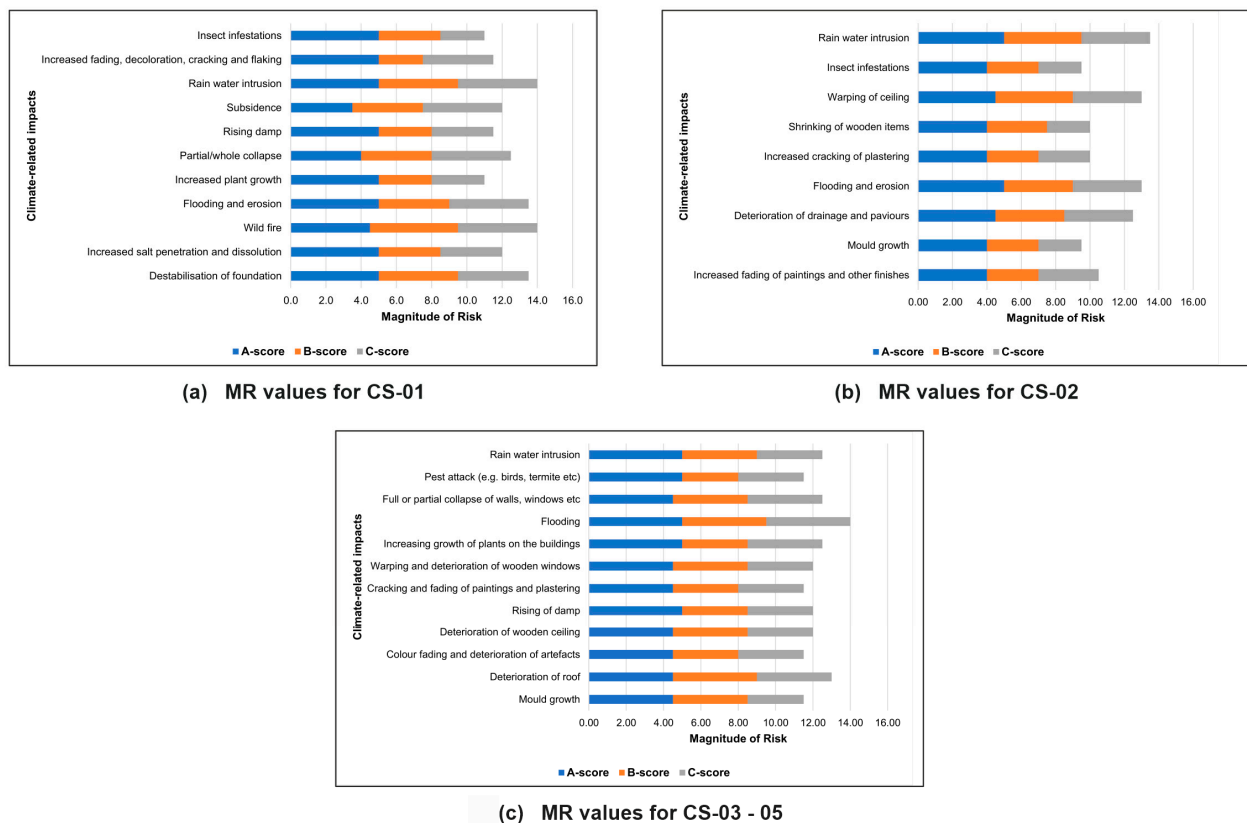 Climate-related impacts
Insect infestations
Increased fading, decoloration, cracking and flaking
Rain water intrusion
Subsidence
Rising damp
Partial/whole collapse
Increased plant growth
Flooding and erosion
Wild fire
Increased salt penetration and dissolution
Destabilisation of foundation
0.0 2.0 4.0 6.0 8.0 10.0 12.0 14.0 16.0
Magnitude of Risk
A-score B-score C-score
(a) MR values for CS-01
Climate-related impacts
Rain water intrusion
Insect infestations
Warping of ceiling
Shrinking of wooden items
Increased cracking of plastering
Flooding and erosion
Deterioration of drainage and paviours
Mould growth
Increased fading of paintings and other finishes
0.00 2.00 4.00 6.00 8.00 10.00 12.00 14.00 16.00
Magnitude of Risk
A-score B-score C-score
(b) MR values for CS-02
Climate-related impacts
Rain water intrusion
Pest attack (e.g. birds, termite etc)
Full or partial collapse of walls, windows etc
Flooding
Increasing growth of plants on the buildings
Warping and deterioration of wooden windows
Cracking and fading of paintings and plastering
Rising of damp
Deterioration of wooden ceiling
Colour fading and deterioration of artefacts
Deterioration of roof
Mould growth
0.00 2.00 4.00 6.00 8.00 10.00 12.00 14.00 16.00
Magnitude of Risk
A-score B-score C-score
(c) MR values for CS-03 - 05